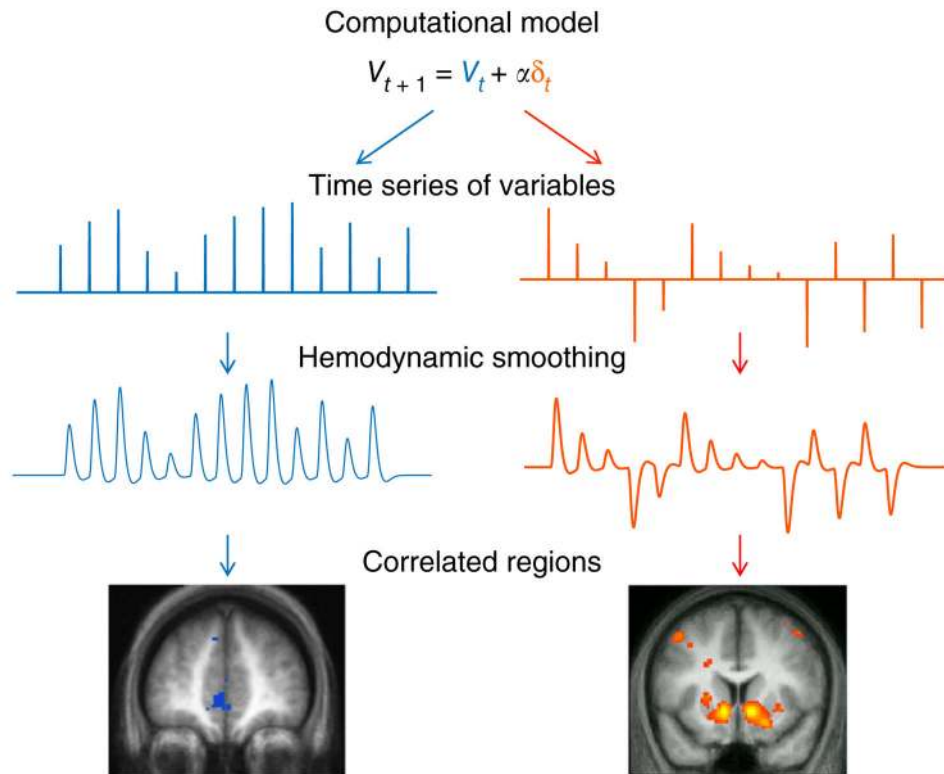 Computational model
V_{t + 1} = V_t + αδ_t
Time series of variables
Hemodynamic smoothing
Correlated regions